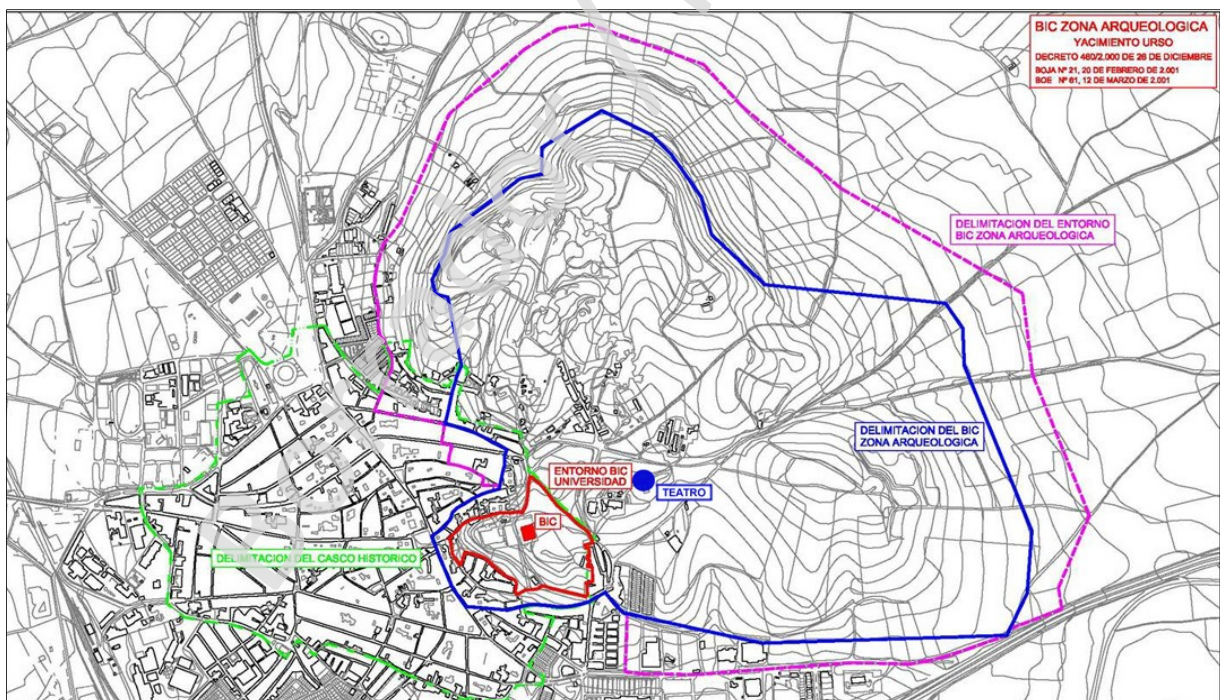 BIC ZONA ARQUEOLOGICA
YACIMIENTO URSO
DECRETO 460/2.000 DE 26 DE DICIEMBRE
BOJA Nº 21, 20 DE FEBRERO DE 2.001
BOE Nº 61, 12 DE MARZO DE 2.001
DELIMITACION DEL ENTORNO
BIC ZONA ARQUEOLOGICA
DELIMITACION DEL BIC
ZONA ARQUEOLOGICA
ENTORNO BIC
UNIVERSIDAD
TEATRO
BIC
DELIMITACION DEL CASCO HISTORICO